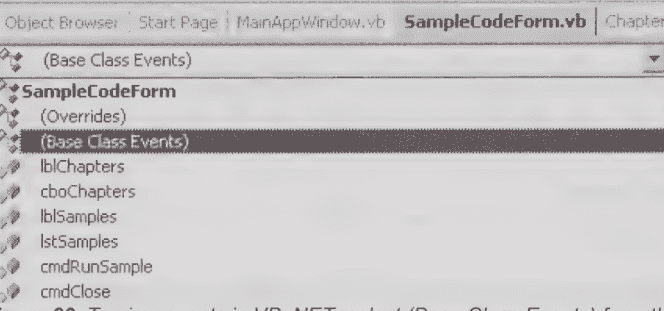 Object Browser Start Page MainAppWindow.vb SampleCodeForm.vb Chapter
(Base Class Events)
SampleCodeForm
(Overrides)
(Base Class Events)
lblChapters
cboChapters
lblSamples
lstSamples
cmdRunSample
cmdClose